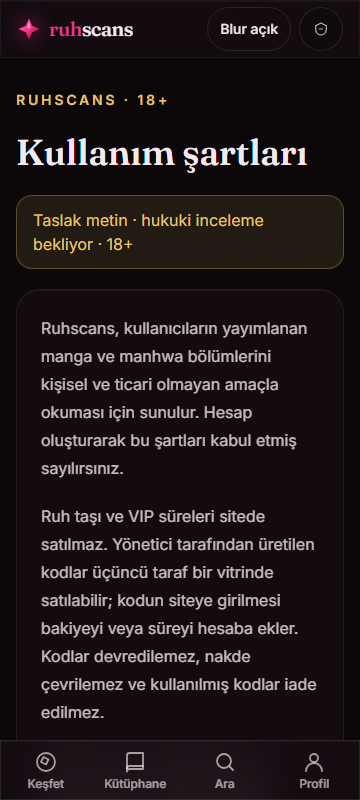 ruhscans
Blur açık
RUHSCANS · 18+
Kullanım şartları
Taslak metin · hukuki inceleme
bekliyor · 18+
Ruhscans, kullanıcıların yayımlanan
manga ve manhwa bölümlerini
kişisel ve ticari olmayan amaçla
okuması için sunulur. Hesap
oluşturarak bu şartları kabul etmiş
sayılırsınız.
Ruh taşı ve VIP süreleri sitede
satılmaz. Yönetici tarafından üretilen
kodlar üçüncü taraf bir vitrinde
satılabilir; kodun siteye girilmesi
bakiyeyi veya süreyi hesaba ekler.
Kodlar devredilemez, nakde
çevrilemez ve kullanılmış kodlar iade
edilmez.
Keşfet
Kütüphane
Ara
Profil